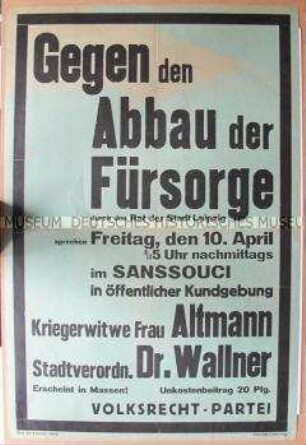 Gegen den
Abbau der
Fürsorge
durch den Rat der Stadt Leipzig
MUSEUM DEUTSCHES HISTORISCHES MUSEUM
sprechen Freitag, den 10. April
5 Uhr nachmittags
im SANSSOUCI
in öffentlicher Kundgebung
Kriegerwitwe Frau Altmann
Stadtverordn. Dr. Wallner
Erscheint in Massen! Unkostenbeitrag 20 Pfg.
VOLKSRECHT-PARTEI